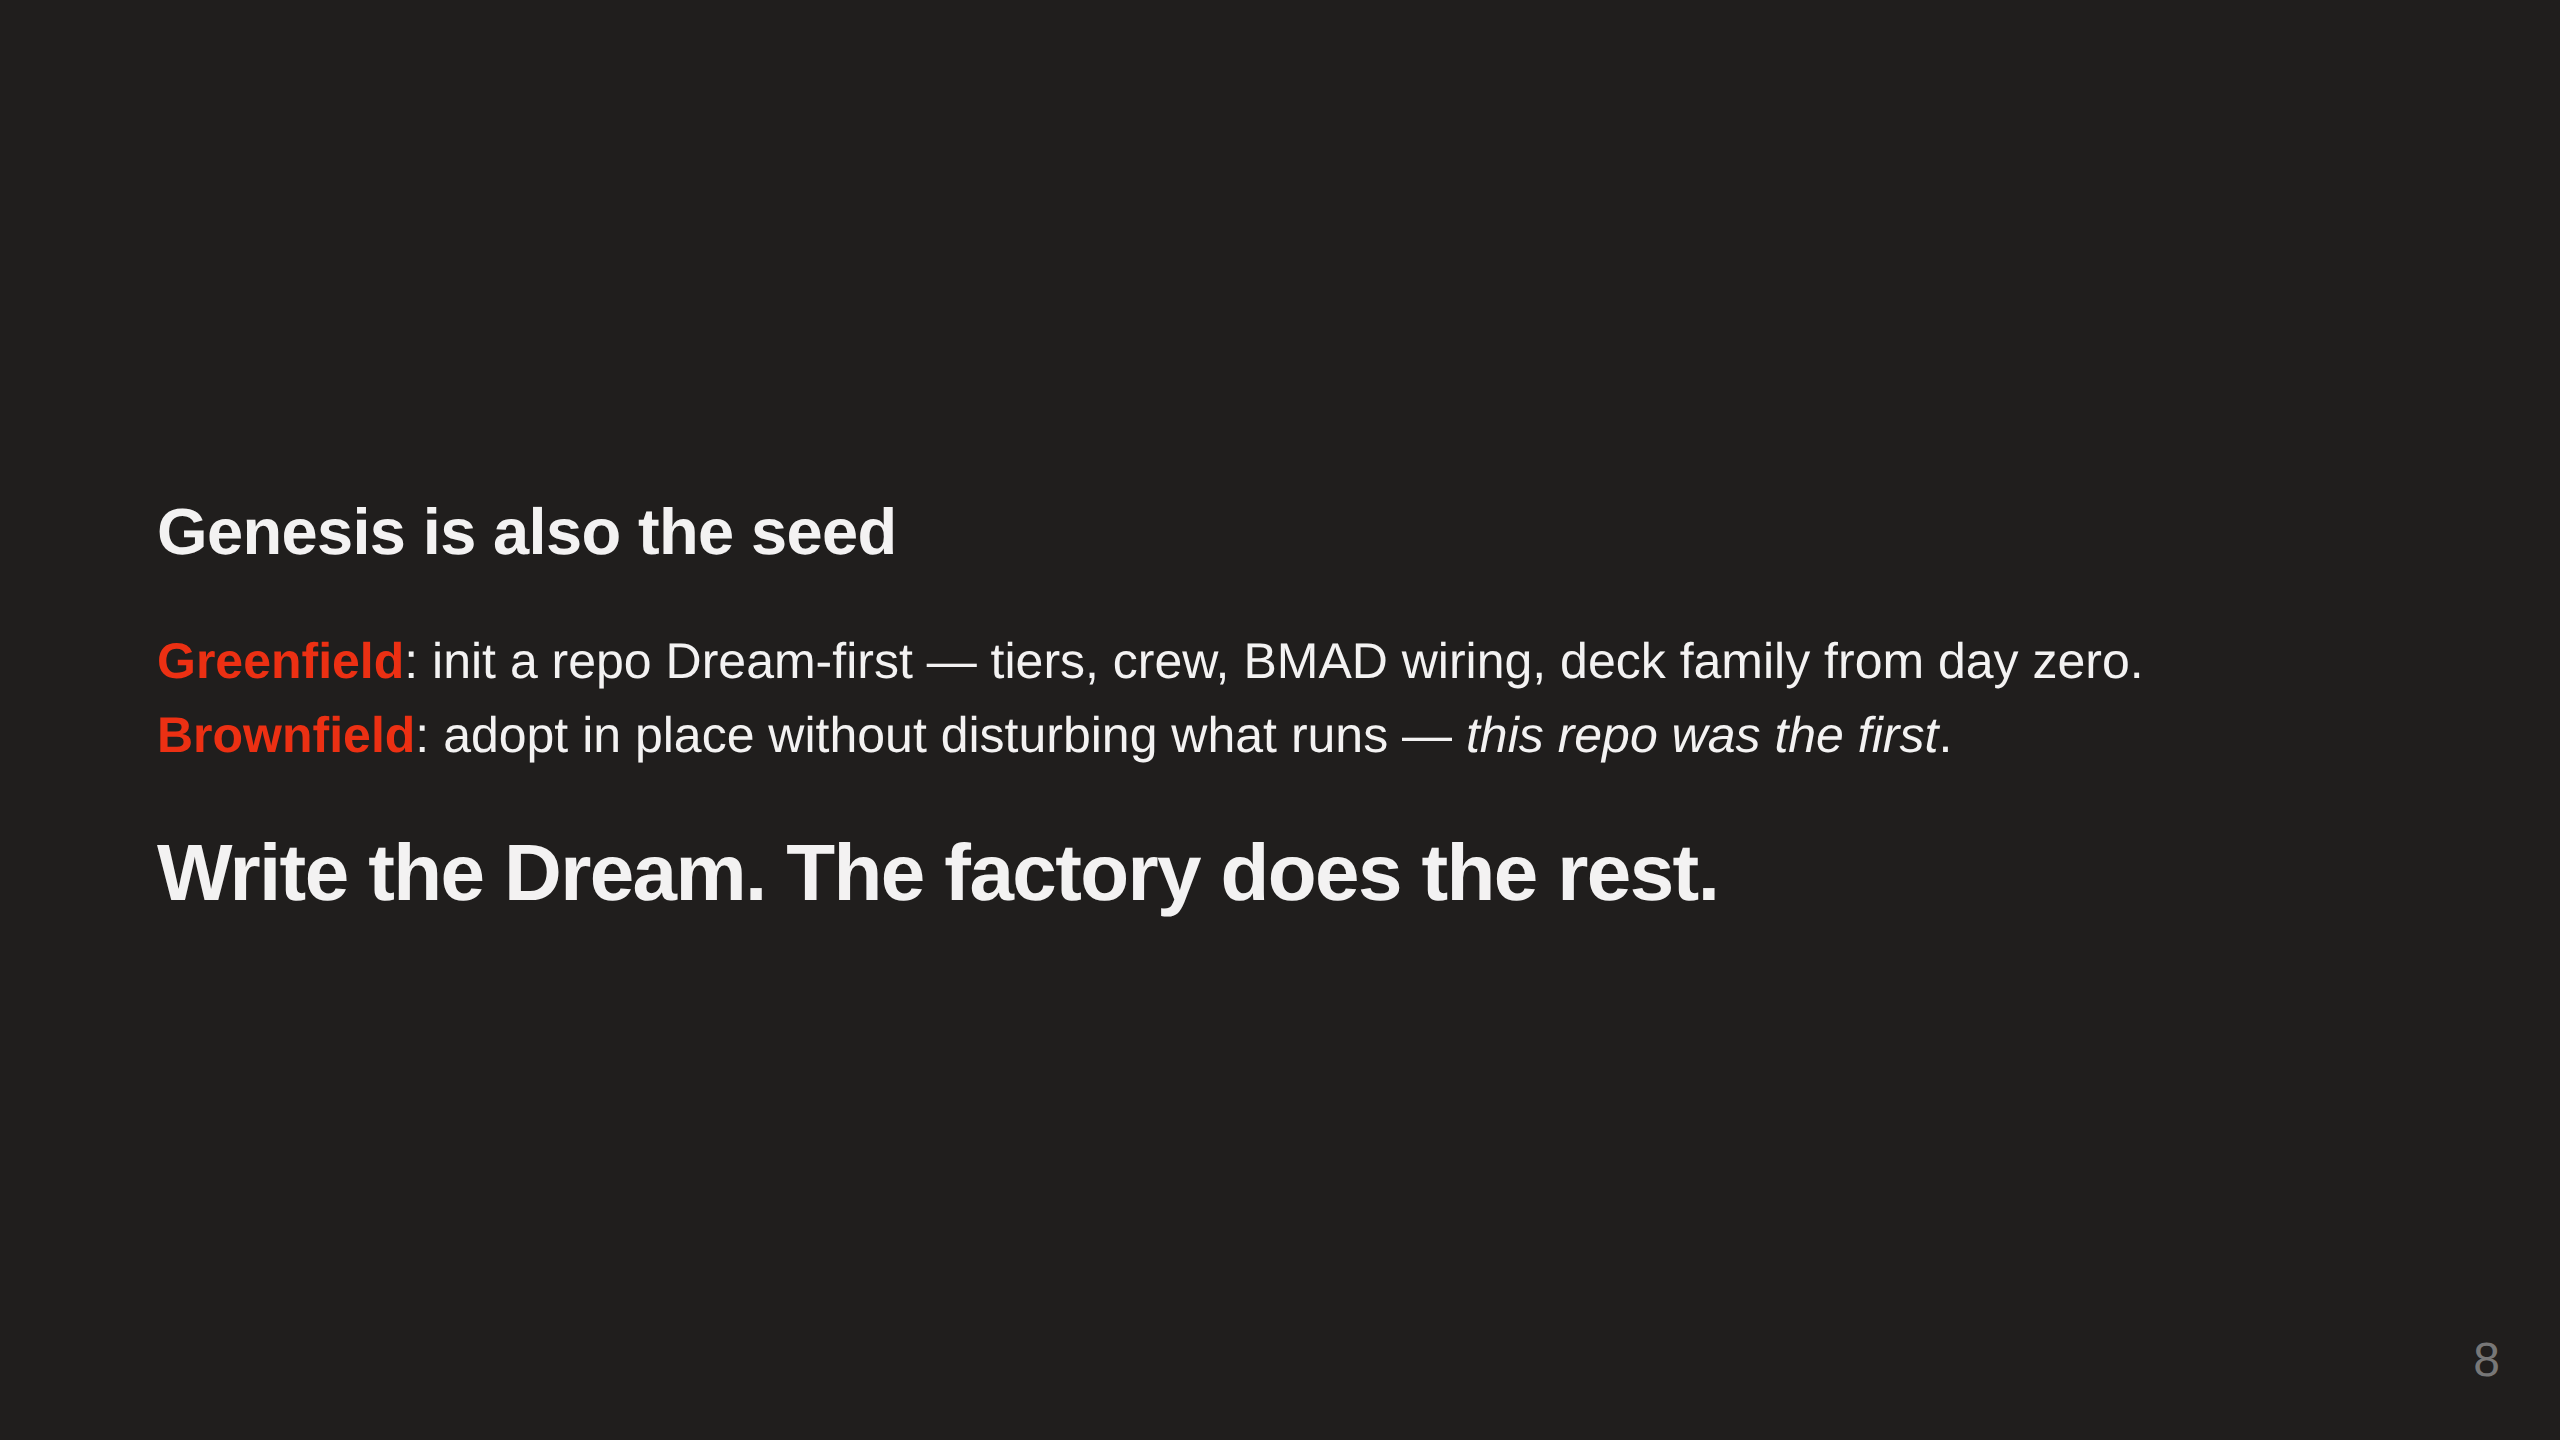 Genesis is also the seed
Greenfield: init a repo Dream-first — tiers, crew, BMAD wiring, deck family from day zero.
Brownfield: adopt in place without disturbing what runs — this repo was the first.
Write the Dream. The factory does the rest.
8